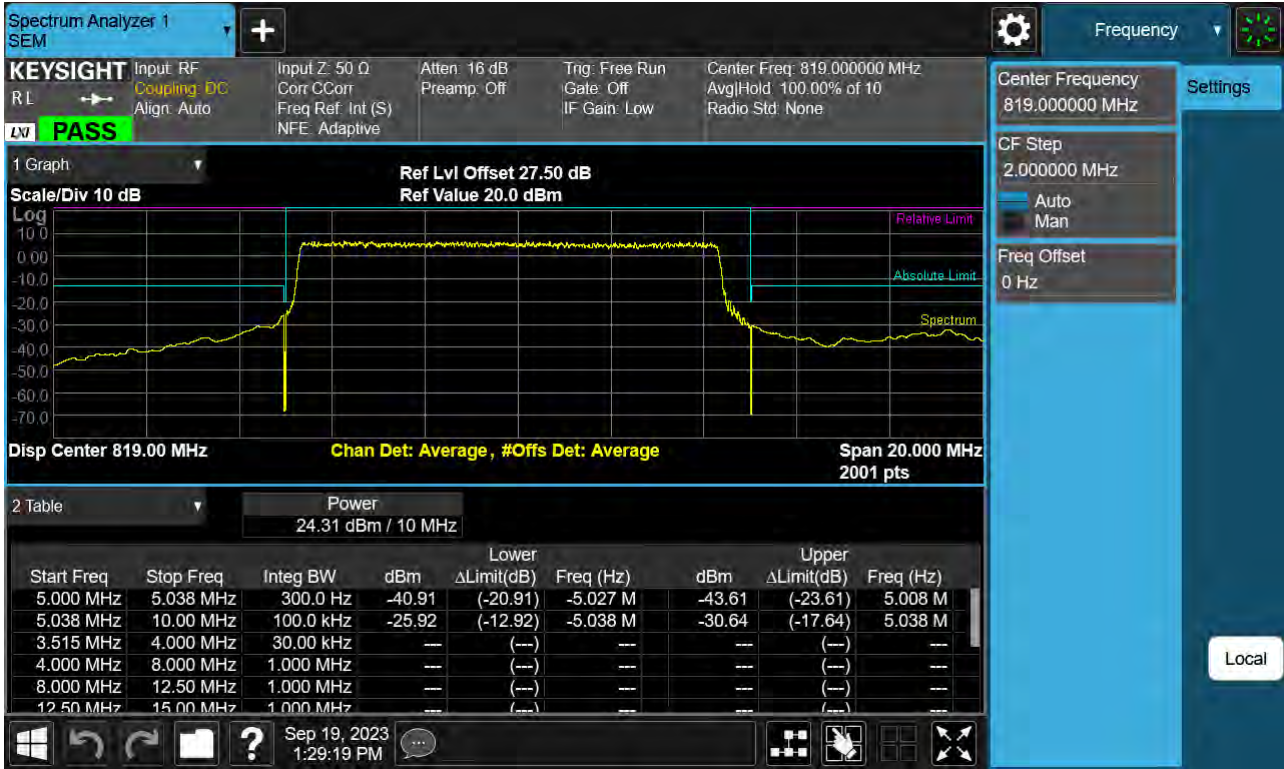 Spectrum Analyzer 1
SEM
+
Frequency
KEYSIGHT
RL
LXI
PASS
Input: RF
Coupling: DC
Align: Auto
Input Z: 50 Ω
Corr CCorr
Freq Ref: Int (S)
NFE: Adaptive
Atten: 16 dB
Preamp: Off
Trig: Free Run
Gate: Off
IF Gain: Low
Center Freq: 819.000000 MHz
Avg|Hold: 100.00% of 10
Radio Std: None
Center Frequency
819.000000 MHz
Settings
CF Step
2.000000 MHz
Auto
Man
Freq Offset
0 Hz
Local
1 Graph
Scale/Div 10 dB
Ref Lvl Offset 27.50 dB
Ref Value 20.0 dBm
Log
10.0
0.00
-10.0
-20.0
-30.0
-40.0
-50.0
-60.0
-70.0
Relative Limit
Absolute Limit
Spectrum
Disp Center 819.00 MHz
Chan Det: Average, #Offs Det: Average
Span 20.000 MHz
2001 pts
2 Table
Power
24.31 dBm / 10 MHz
Lower Upper
Start Freq Stop Freq Integ BW dBm ΔLimit(dB) Freq (Hz) dBm ΔLimit(dB) Freq (Hz)
5.000 MHz 5.038 MHz 300.0 Hz -40.91 (-20.91) -5.027 M -43.61 (-23.61) 5.008 M
5.038 MHz 10.00 MHz 100.0 kHz -25.92 (-12.92) -5.038 M -30.64 (-17.64) 5.038 M
3.515 MHz 4.000 MHz 30.00 kHz --- (---) --- --- (---) ---
4.000 MHz 8.000 MHz 1.000 MHz --- (---) --- --- (---) ---
8.000 MHz 12.50 MHz 1.000 MHz --- (---) --- --- (---) ---
12.50 MHz 15.00 MHz 1.000 MHz --- (---) --- --- (---) ---
?
Sep 19, 2023
1:29:19 PM